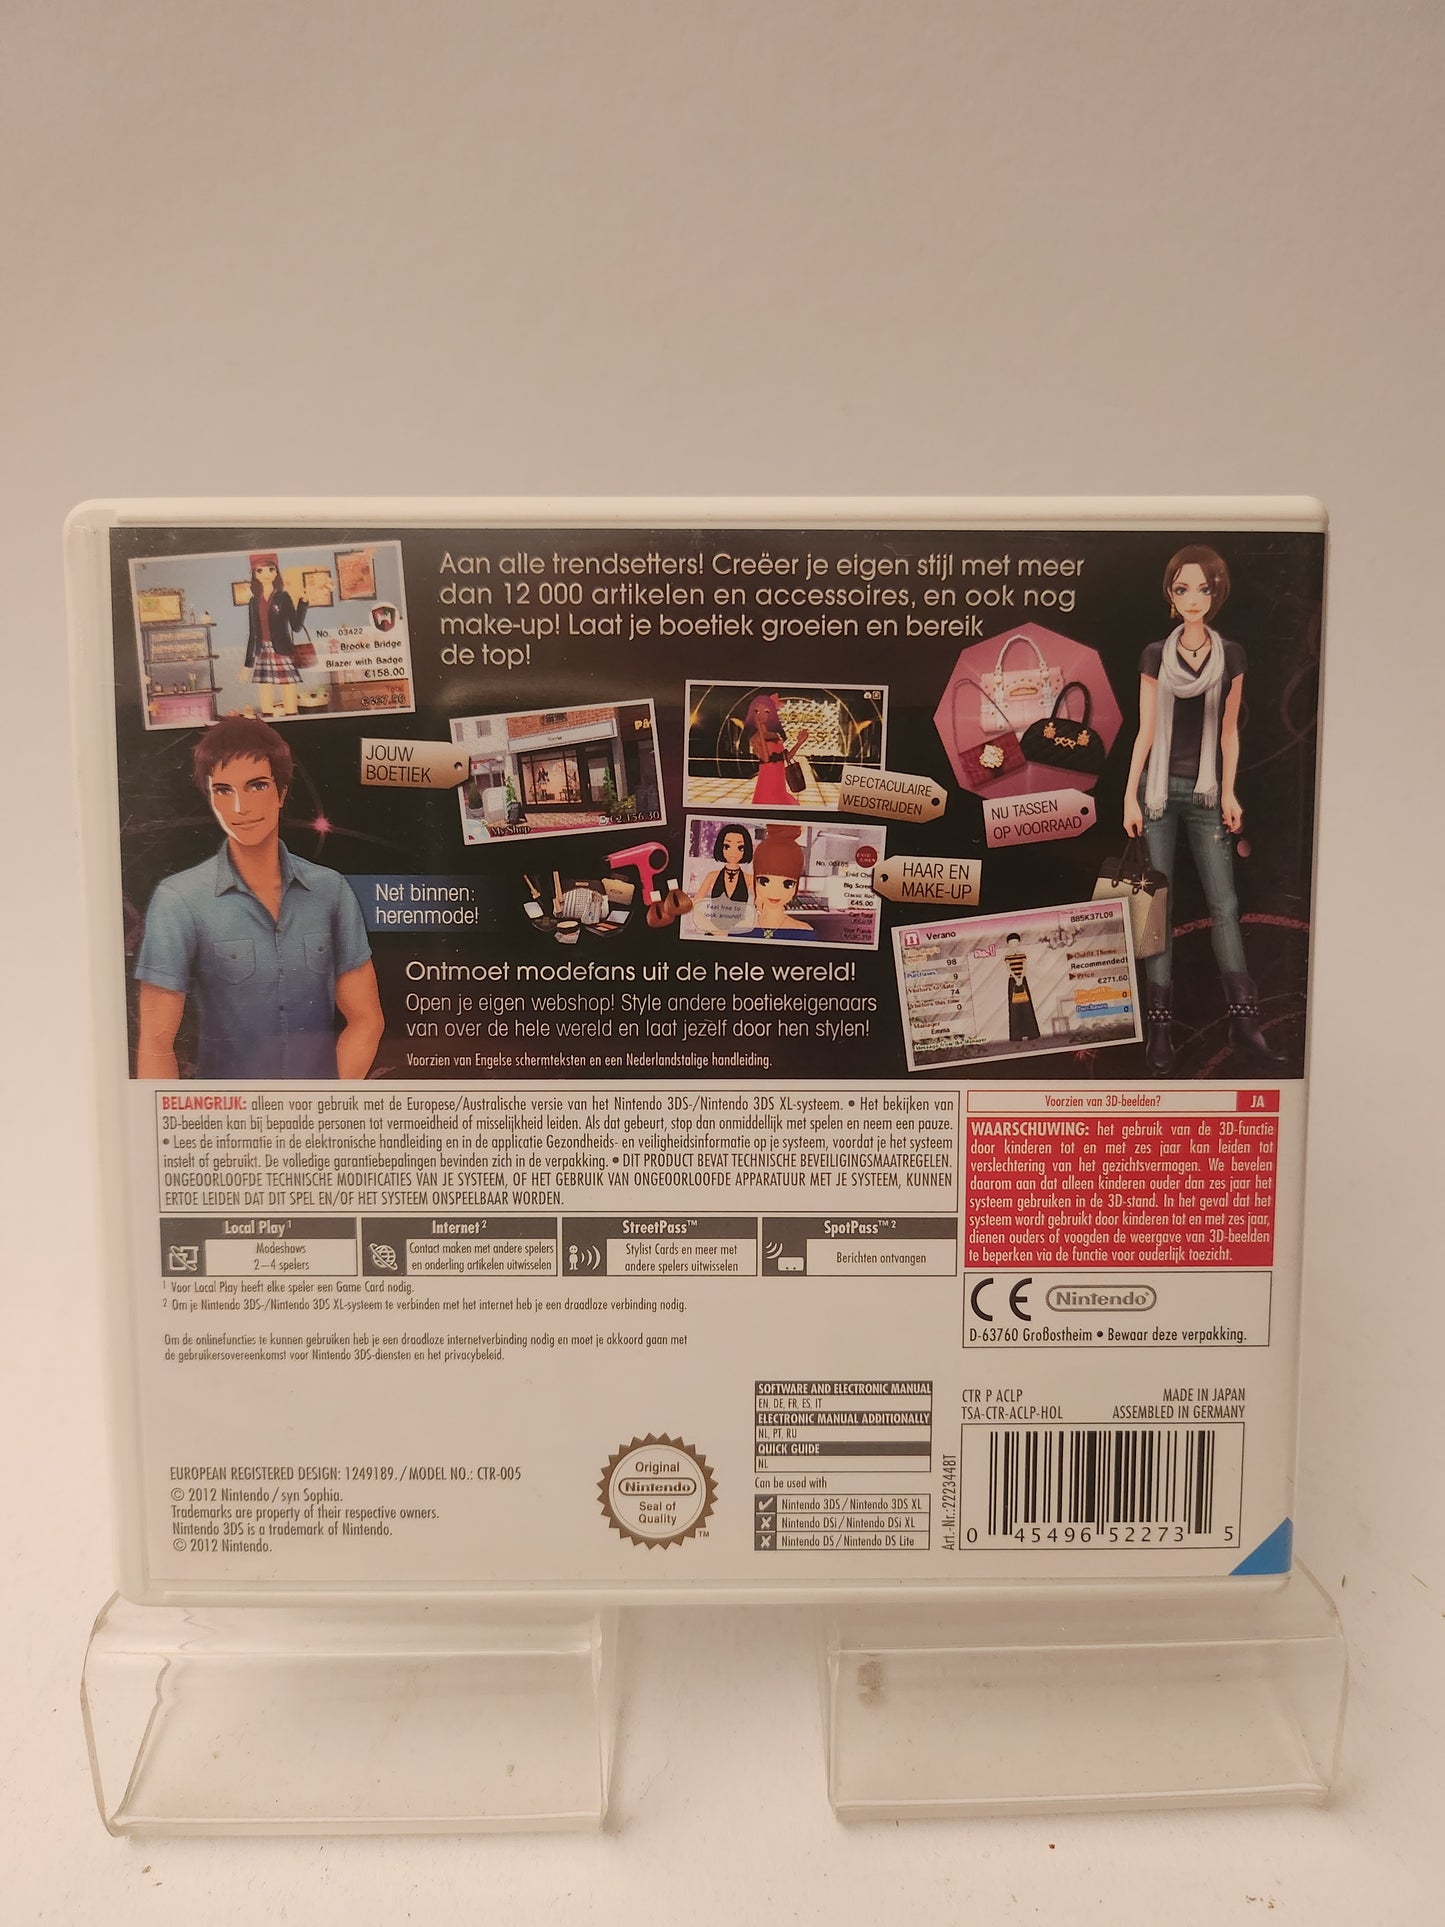 Aan alle trendsetters! Creëer je eigen stijl met meer
dan 12 000 artikelen en accessoires, en ook nog
make-up! Laat je boetiek groeien en bereik
de top!
No. 03422
Brooke Bridge
Blazer with Badge
€158.00
Total
JOUW
BOETIEK
My Shop
€2,156.30
SPECTACULAIRE
WEDSTRIJDEN
NU TASSEN
OP VOORRAAD
HAAR EN
MAKE-UP
€45.00
Feel free to
look around!
Net binnen:
herenmode!
Verano
B85K37L09
98
9
74
0
Manager
Emma
Message from the Manager
Outfit Theme
Recommended!
Price
€271.60
0
0
Ontmoet modefans uit de hele wereld!
Open je eigen webshop! Style andere boetiekeigenaars
van over de hele wereld en laat jezelf door hen stylen!
Voorzien van Engelse schermteksten en een Nederlandstalige handleiding.
BELANGRIJK: alleen voor gebruik met de Europese/Australische versie van het Nintendo 3DS-/Nintendo 3DS XL-systeem. • Het bekijken van
3D-beelden kan bij bepaalde personen tot vermoeidheid of misselijkheid leiden. Als dat gebeurt, stop dan onmiddellijk met spelen en neem een pauze.
• Lees de informatie in de elektronische handleiding en in de applicatie Gezondheids- en veiligheidsinformatie op je systeem, voordat je het systeem
instelt of gebruikt. De volledige garantiebepalingen bevinden zich in de verpakking. • DIT PRODUCT BEVAT TECHNISCHE BEVEILIGINGSMAATREGELEN.
ONGEOORLOOFDE TECHNISCHE MODIFICATIES VAN JE SYSTEEM, OF HET GEBRUIK VAN ONGEOORLOOFDE APPARATUUR MET JE SYSTEEM, KUNNEN
ERTOE LEIDEN DAT DIT SPEL EN/OF HET SYSTEEM ONSPEELBAAR WORDEN.
Voorzien van 3D-beelden? JA
WAARSCHUWING: het gebruik van de 3D-functie
door kinderen tot en met zes jaar kan leiden tot
verslechtering van het gezichtsvermogen. We bevelen
daarom aan dat alleen kinderen ouder dan zes jaar het
systeem gebruiken in de 3D-stand. In het geval dat het
systeem wordt gebruikt door kinderen tot en met zes jaar,
dienen ouders of voogden de weergave van 3D-beelden
te beperken via de functie voor ouderlijk toezicht.
Local Play¹
Modeshows
2–4 spelers
Internet²
Contact maken met andere spelers
en onderling artikelen uitwisselen
StreetPass™
Stylist Cards en meer met
andere spelers uitwisselen
SpotPass™ ²
Berichten ontvangen
¹ Voor Local Play heeft elke speler een Game Card nodig.
² Om je Nintendo 3DS-/Nintendo 3DS XL-systeem te verbinden met het internet heb je een draadloze verbinding nodig.
Om de onlinefuncties te kunnen gebruiken heb je een draadloze internetverbinding nodig en moet je akkoord gaan met
de gebruikersovereenkomst voor Nintendo 3DS-diensten en het privacybeleid.
CE Nintendo®
D-63760 Großostheim • Bewaar deze verpakking.
SOFTWARE AND ELECTRONIC MANUAL
EN, DE, FR, ES, IT
ELECTRONIC MANUAL ADDITIONALLY
NL, PT, RU
QUICK GUIDE
NL
Can be used with
Nintendo 3DS / Nintendo 3DS XL
Nintendo DSi / Nintendo DSi XL
Nintendo DS / Nintendo DS Lite
CTR P ACLP
TSA-CTR-ACLP-HOL
MADE IN JAPAN
ASSEMBLED IN GERMANY
Art.-Nr.:2223448T
0 45496 52273 5
Original
Nintendo®
Seal of
Quality
TM
EUROPEAN REGISTERED DESIGN: 1249189. / MODEL NO.: CTR-005
© 2012 Nintendo / syn Sophia.
Trademarks are property of their respective owners.
Nintendo 3DS is a trademark of Nintendo.
© 2012 Nintendo.